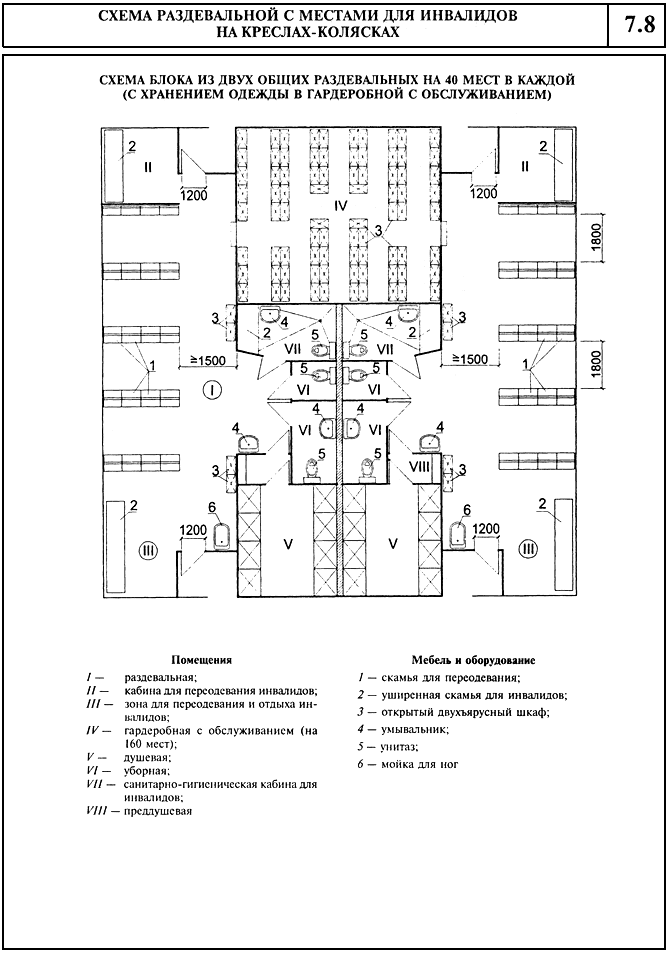 СХЕМА РАЗДЕВАЛЬНОЙ С МЕСТАМИ ДЛЯ ИНВАЛИДОВ
НА КРЕСЛАХ-КОЛЯСКАХ
7.8
СХЕМА БЛОКА ИЗ ДВУХ ОБЩИХ РАЗДЕВАЛЬНЫХ НА 40 МЕСТ В КАЖДОЙ
(С ХРАНЕНИЕМ ОДЕЖДЫ В ГАРДЕРОБНОЙ С ОБСЛУЖИВАНИЕМ)
2 2
II II
1200 1200
IV
3
1800
3 2 4 5 5 4 2 3
VII VII
≥1500 ≥1500
1 5 5 1
1800
I VI VI
4 4 4 4
VI VI
5 5
3 VIII 3
2 6 6 2
1200 1200
III V V III
Помещения
I — раздевальная;
II — кабина для переодевания инвалидов;
III — зона для переодевания и отдыха ин-
валидов;
IV — гардеробная с обслуживанием (на
160 мест);
V — душевая;
VI — уборная;
VII — санитарно-гигиеническая кабина для
инвалидов;
VIII — преддушевая
Мебель и оборудование
1 — скамья для переодевания;
2 — уширенная скамья для инвалидов;
3 — открытый двухъярусный шкаф;
4 — умывальник;
5 — унитаз;
6 — мойка для ног